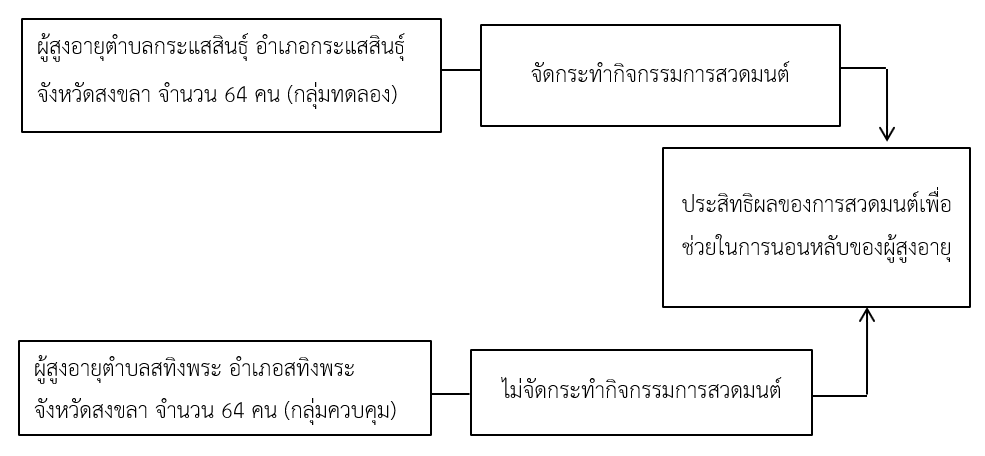 ผู้สูงอายุตำบลกระแสสินธุ์ อำเภอกระแสสินธุ์
จังหวัดสงขลา จำนวน 64 คน (กลุ่มทดลอง)
จัดกระทำกิจกรรมการสวดมนต์
ประสิทธิผลของการสวดมนต์เพื่อ
ช่วยในการนอนหลับของผู้สูงอายุ
ผู้สูงอายุตำบลสทิงพระ อำเภอสทิงพระ
จังหวัดสงขลา จำนวน 64 คน (กลุ่มควบคุม)
ไม่จัดกระทำกิจกรรมการสวดมนต์